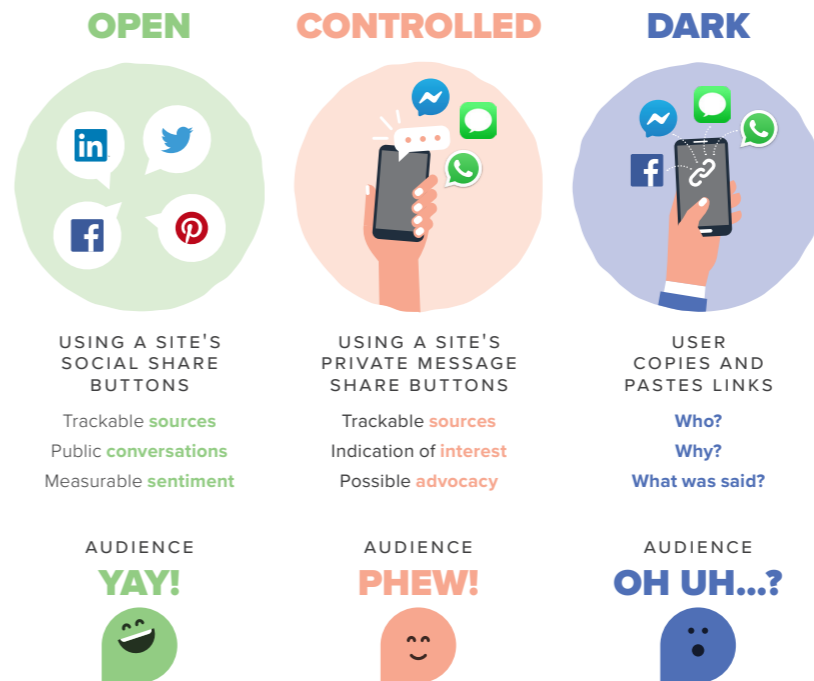 OPEN
USING A SITE'S
SOCIAL SHARE
BUTTONS
Trackable sources
Public conversations
Measurable sentiment
AUDIENCE
YAY!
CONTROLLED
USING A SITE'S
PRIVATE MESSAGE
SHARE BUTTONS
Trackable sources
Indication of interest
Possible advocacy
AUDIENCE
PHEW!
DARK
USER
COPIES AND
PASTES LINKS
Who?
Why?
What was said?
AUDIENCE
OH UH...?